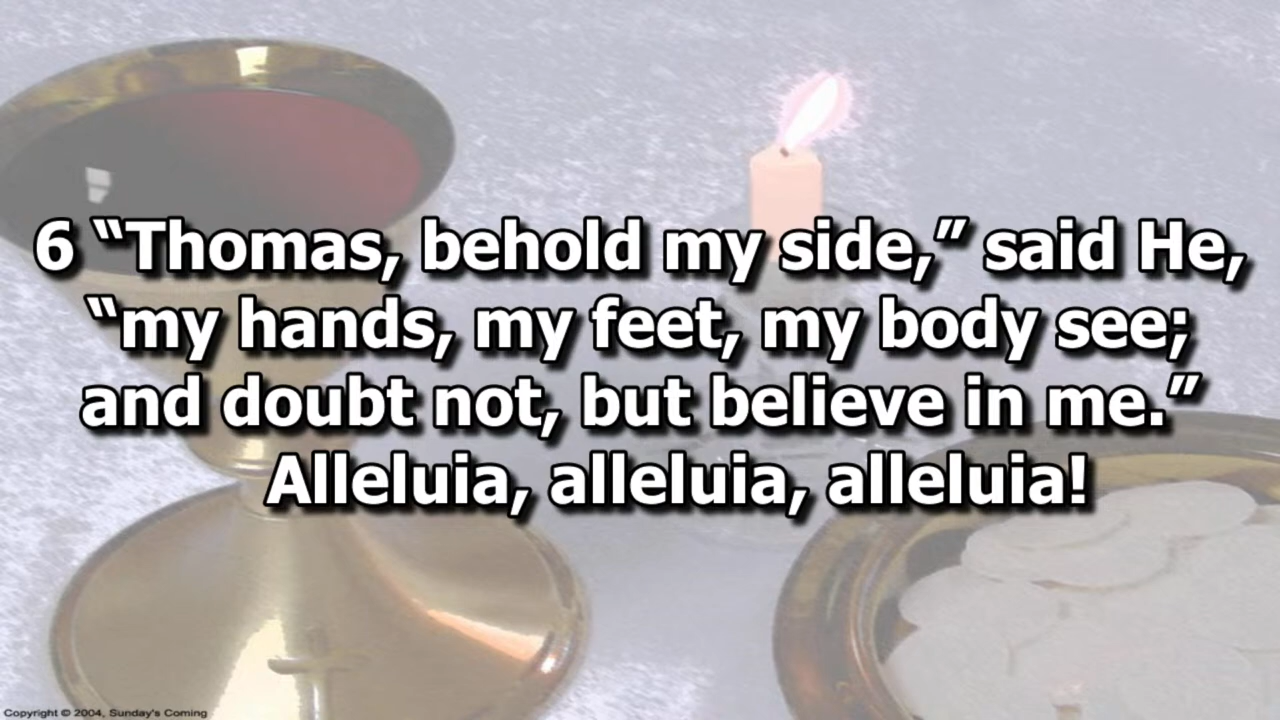 6 “Thomas, behold my side,” said He,
“my hands, my feet, my body see;
and doubt not, but believe in me.”
Alleluia, alleluia, alleluia!
Copyright © 2004, Sunday's Coming